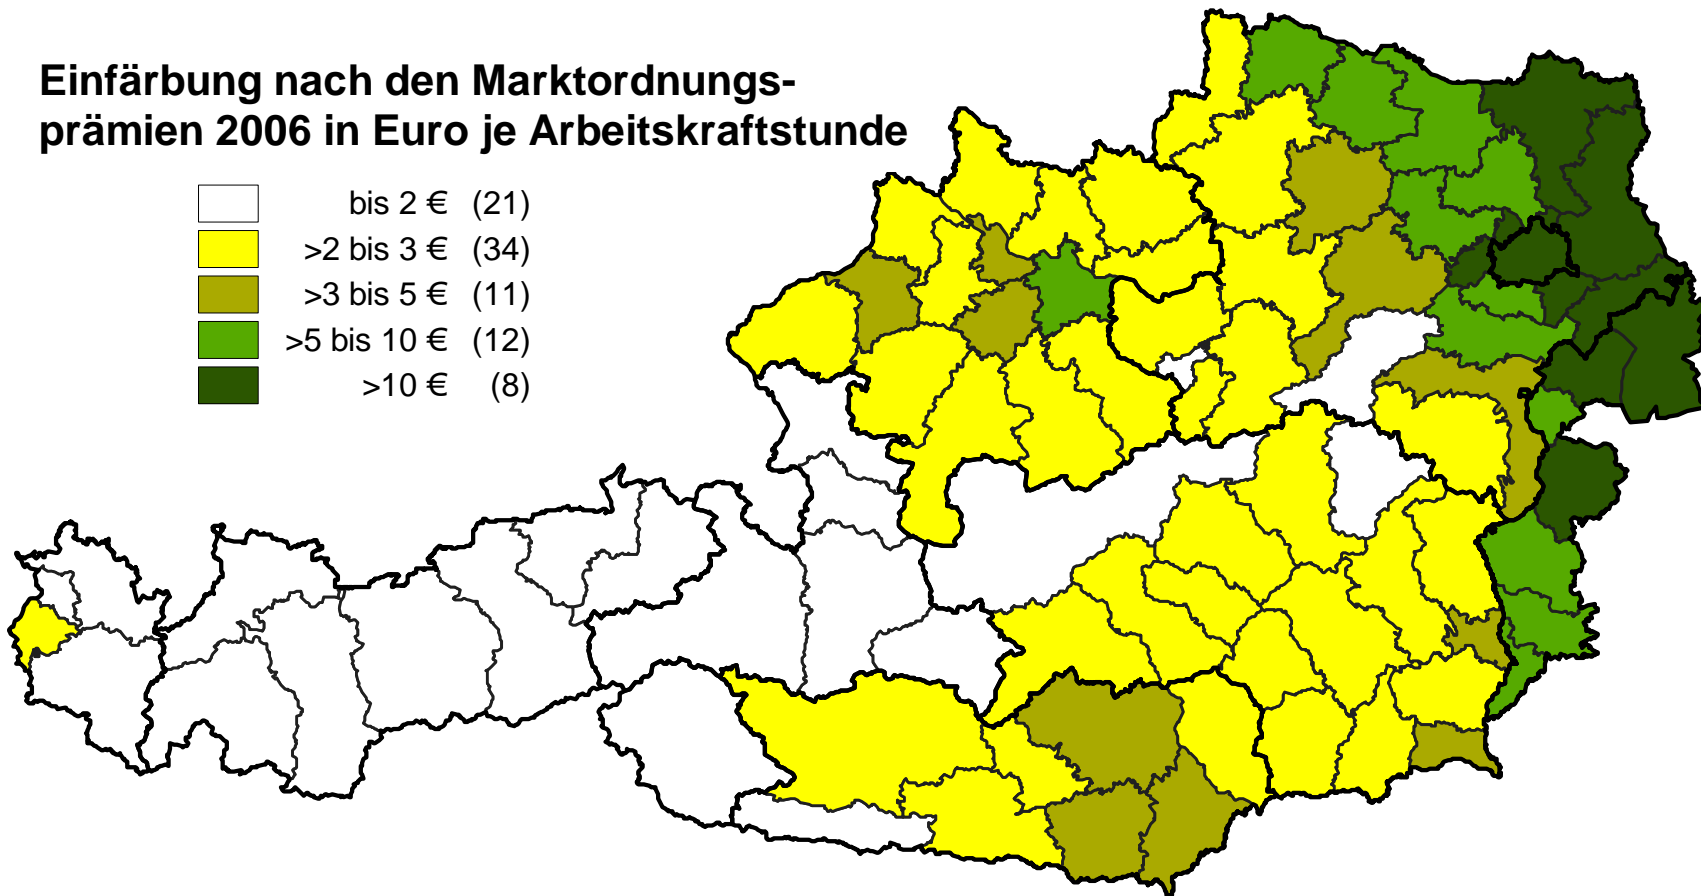 Einfärbung nach den Marktordnungs-
prämien 2006 in Euro je Arbeitskraftstunde
bis 2 € (21)
>2 bis 3 € (34)
>3 bis 5 € (11)
>5 bis 10 € (12)
>10 € (8)